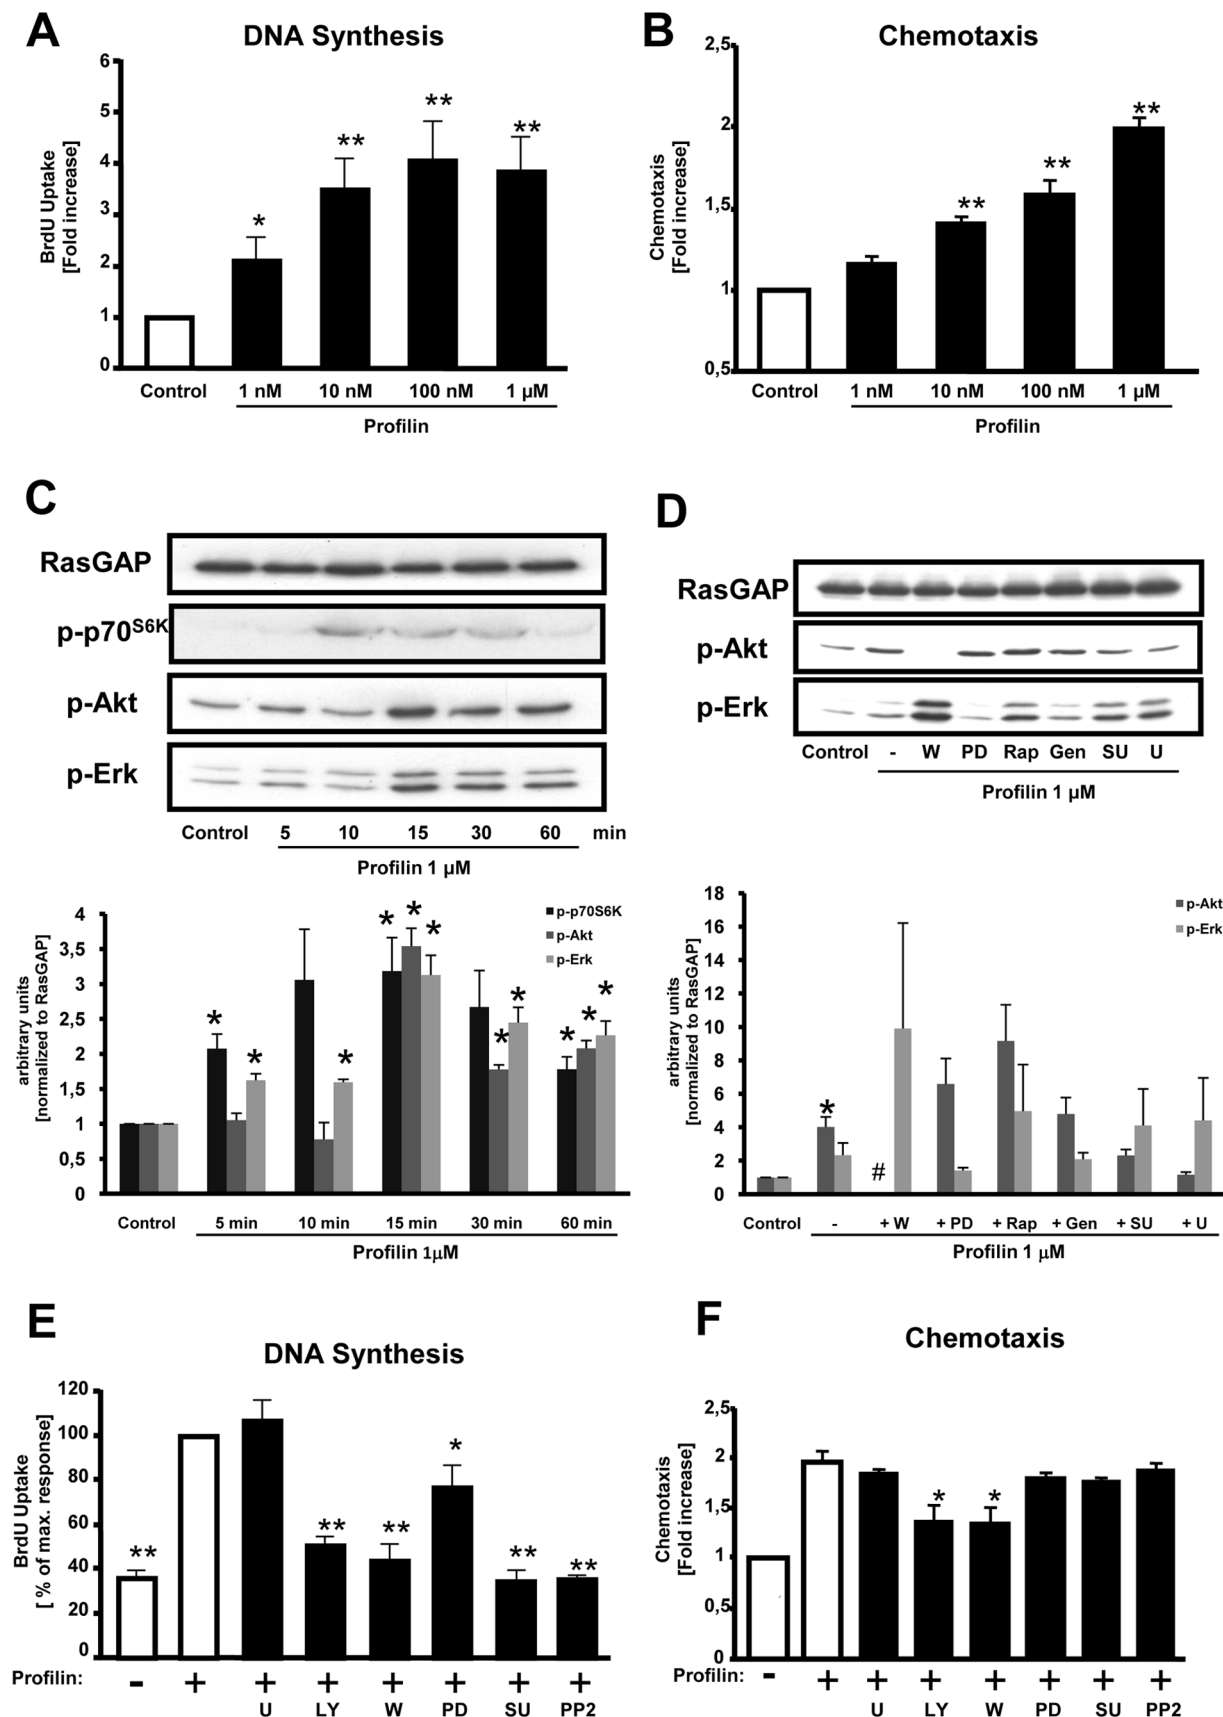 A
DNA Synthesis
BrdU Uptake
[Fold increase]
6
5
4
3
2
1
0
*
**
**
**
Control
1 nM
10 nM
100 nM
1 µM
Profilin
B
Chemotaxis
Chemotaxis
[Fold increase]
2,5
2
1,5
1
0,5
**
**
**
Control
1 nM
10 nM
100 nM
1 µM
Profilin
C
RasGAP
p-p70S6K
p-Akt
p-Erk
Control
5
10
15
30
60
min
Profilin 1 µM
arbitrary units
[normalized to RasGAP]
4
3,5
3
2,5
2
1,5
1
0,5
0
p-p70S6K
p-Akt
p-Erk
*
*
*
*
*
*
*
*
*
*
*
Control
5 min
10 min
15 min
30 min
60 min
Profilin 1µM
D
RasGAP
p-Akt
p-Erk
Control
-
W
PD
Rap
Gen
SU
U
Profilin 1 µM
arbitrary units
[normalized to RasGAP]
18
16
14
12
10
8
6
4
2
0
p-Akt
p-Erk
*
#
Control
-
+ W
+ PD
+ Rap
+ Gen
+ SU
+ U
Profilin 1 µM
E
DNA Synthesis
BrdU Uptake
[ % of max. response]
120
100
80
60
40
20
0
**
**
**
*
**
**
Profilin:
-
+
+
+
+
+
+
+
U
LY
W
PD
SU
PP2
F
Chemotaxis
Chemotaxis
[Fold increase]
2,5
2
1,5
1
0,5
0
*
*
Profilin:
-
+
+
+
+
+
+
+
U
LY
W
PD
SU
PP2